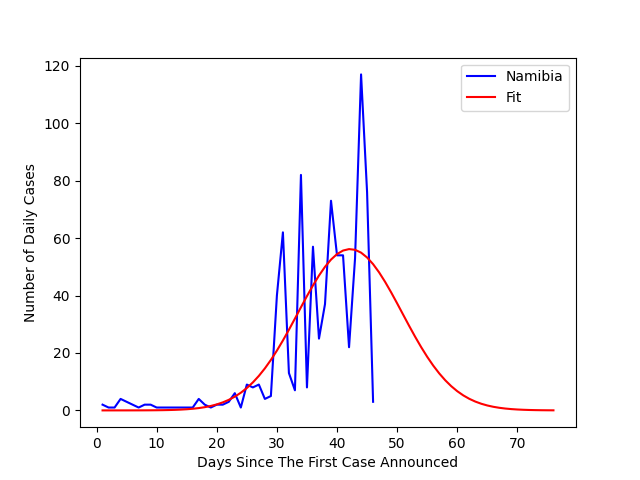 Namibia
Fit
Number of Daily Cases
120
100
80
60
40
20
0
0 10 20 30 40 50 60 70
Days Since The First Case Announced